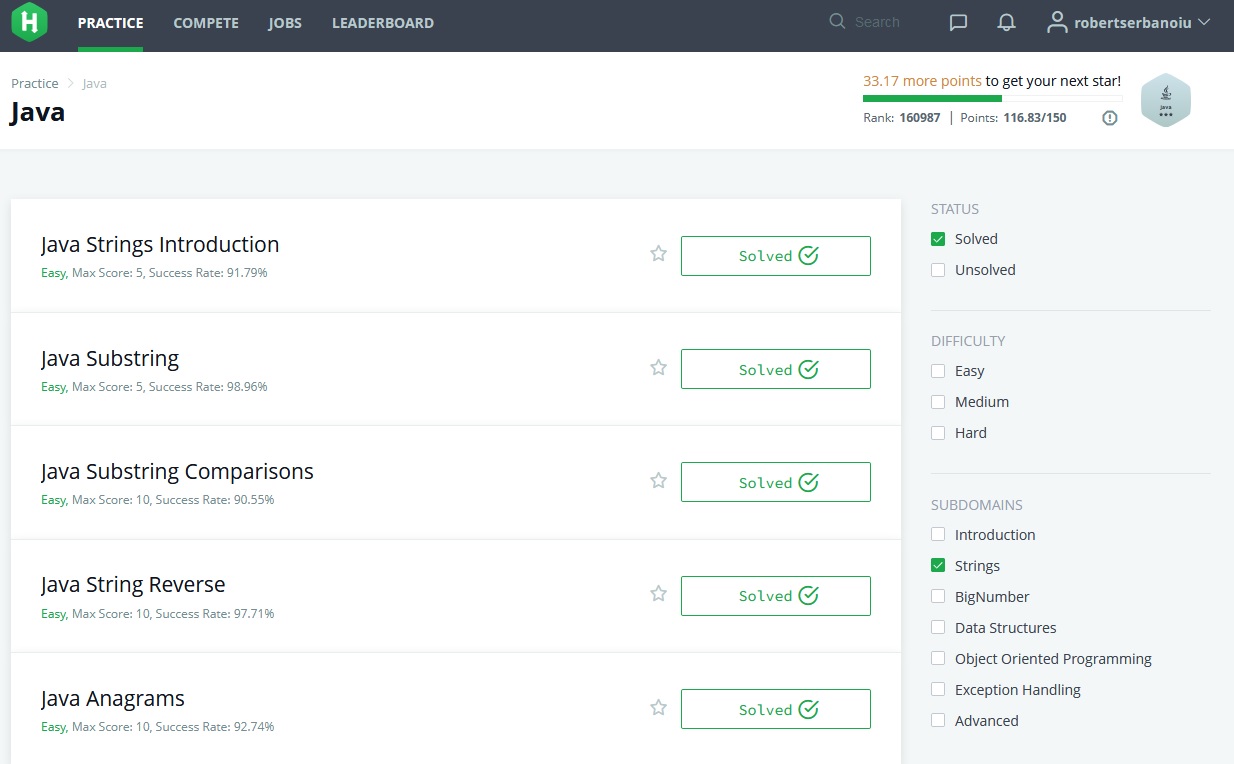 PRACTICE COMPETE JOBS LEADERBOARD Search robertserbanoiu
Practice Java
Java
33.17 more points to get your next star!
Rank: 160987 | Points: 116.83/150
Java
Java Strings Introduction
Easy, Max Score: 5, Success Rate: 91.79%
Solved
Java Substring
Easy, Max Score: 5, Success Rate: 98.96%
Solved
Java Substring Comparisons
Easy, Max Score: 10, Success Rate: 90.55%
Solved
Java String Reverse
Easy, Max Score: 10, Success Rate: 97.71%
Solved
Java Anagrams
Easy, Max Score: 10, Success Rate: 92.74%
Solved
STATUS
Solved
Unsolved
DIFFICULTY
Easy
Medium
Hard
SUBDOMAINS
Introduction
Strings
BigNumber
Data Structures
Object Oriented Programming
Exception Handling
Advanced